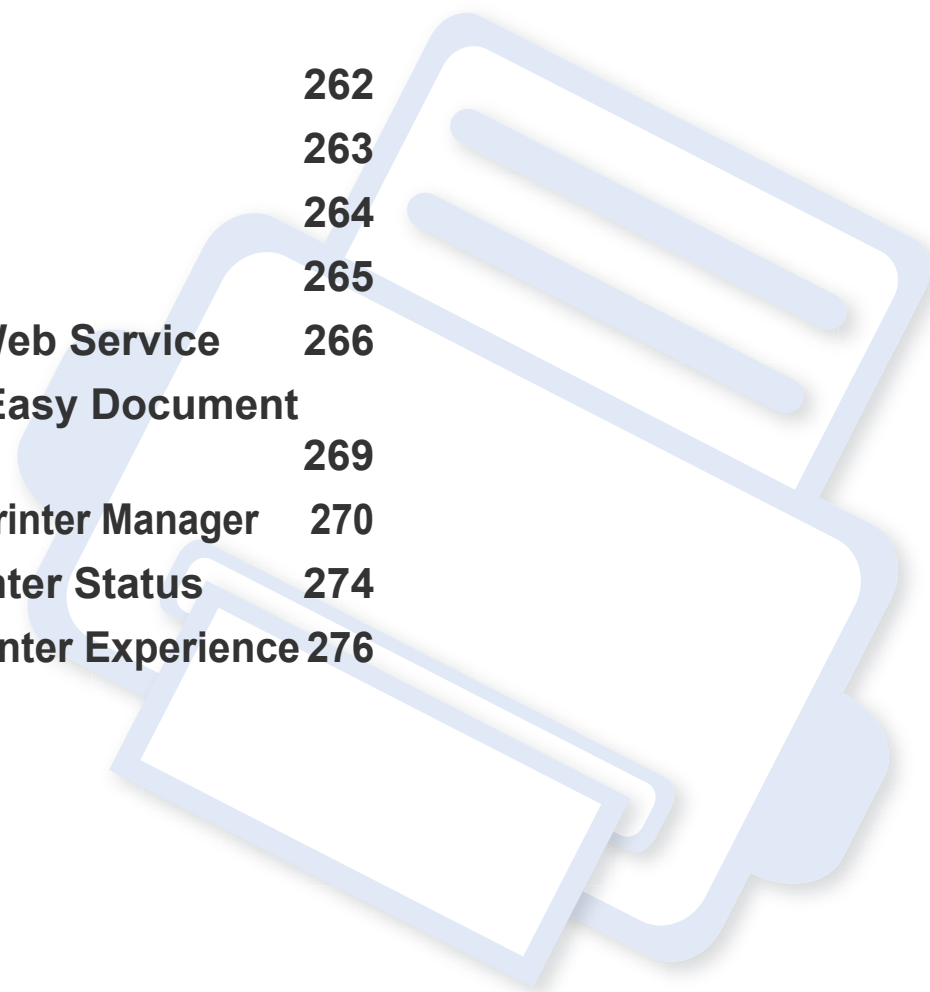 262
263
264
265
Web Service 266
Easy Document
269
rinter Manager 270
nter Status 274
nter Experience 276